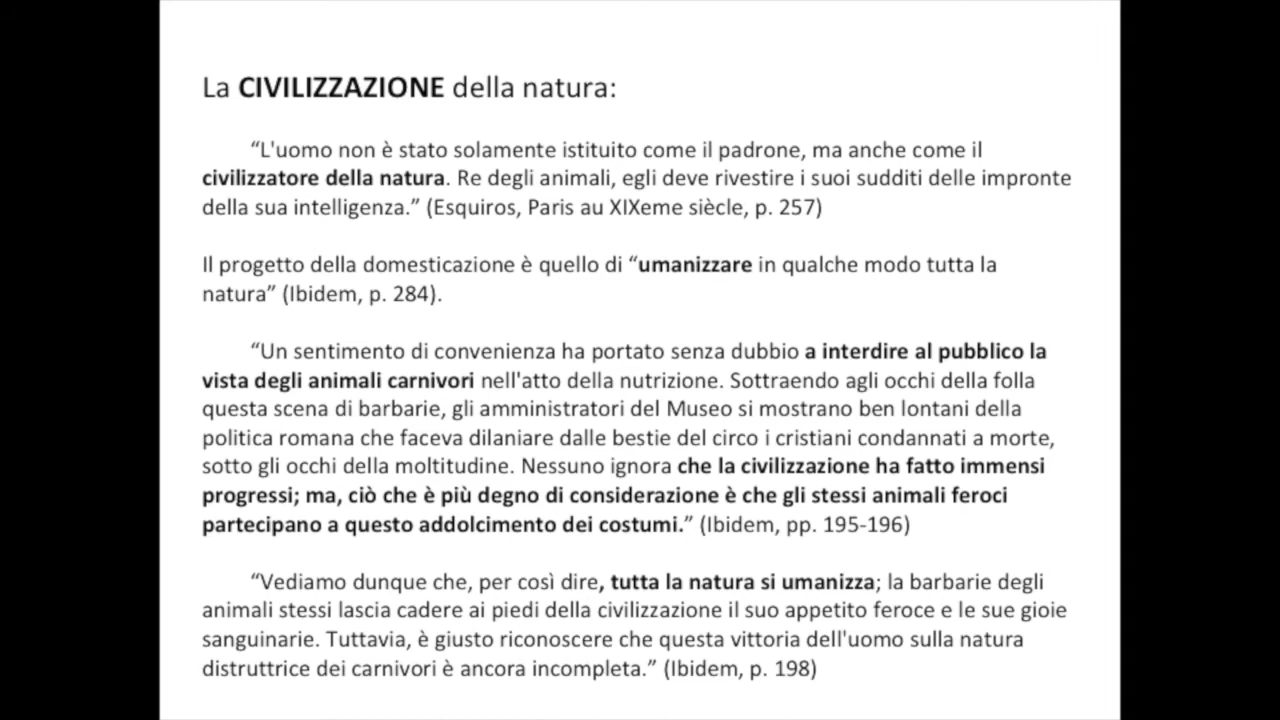 La CIVILIZZAZIONE della natura:
“L'uomo non è stato solamente istituito come il padrone, ma anche come il
civilizzatore della natura. Re degli animali, egli deve rivestire i suoi sudditi delle impronte
della sua intelligenza.” (Esquiros, Paris au XIXeme siècle, p. 257)
Il progetto della domesticazione è quello di “umanizzare in qualche modo tutta la
natura” (Ibidem, p. 284).
“Un sentimento di convenienza ha portato senza dubbio a interdire al pubblico la
vista degli animali carnivori nell'atto della nutrizione. Sottraendo agli occhi della folla
questa scena di barbarie, gli amministratori del Museo si mostrano ben lontani della
politica romana che faceva dilaniare dalle bestie del circo i cristiani condannati a morte,
sotto gli occhi della moltitudine. Nessuno ignora che la civilizzazione ha fatto immensi
progressi; ma, ciò che è più degno di considerazione è che gli stessi animali feroci
partecipano a questo addolcimento dei costumi.” (Ibidem, pp. 195-196)
“Vediamo dunque che, per così dire, tutta la natura si umanizza; la barbarie degli
animali stessi lascia cadere ai piedi della civilizzazione il suo appetito feroce e le sue gioie
sanguinarie. Tuttavia, è giusto riconoscere che questa vittoria dell'uomo sulla natura
distruttrice dei carnivori è ancora incompleta.” (Ibidem, p. 198)